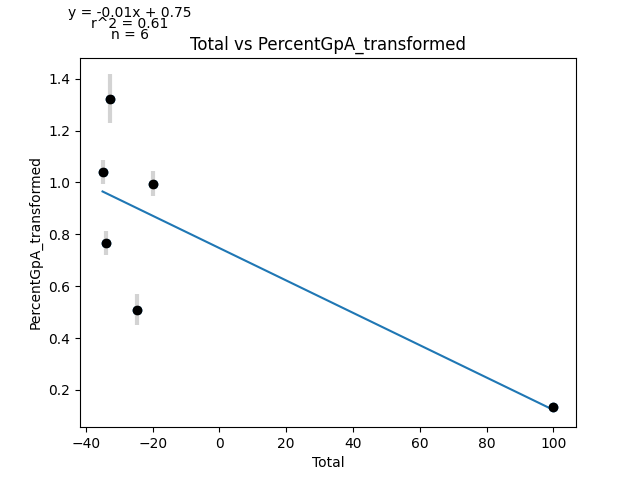 y = -0.01x + 0.75
r^2 = 0.61
n = 6
Total vs PercentGpA_transformed
PercentGpA_transformed
1.4
1.2
1.0
0.8
0.6
0.4
0.2
−40 −20 0 20 40 60 80 100
Total